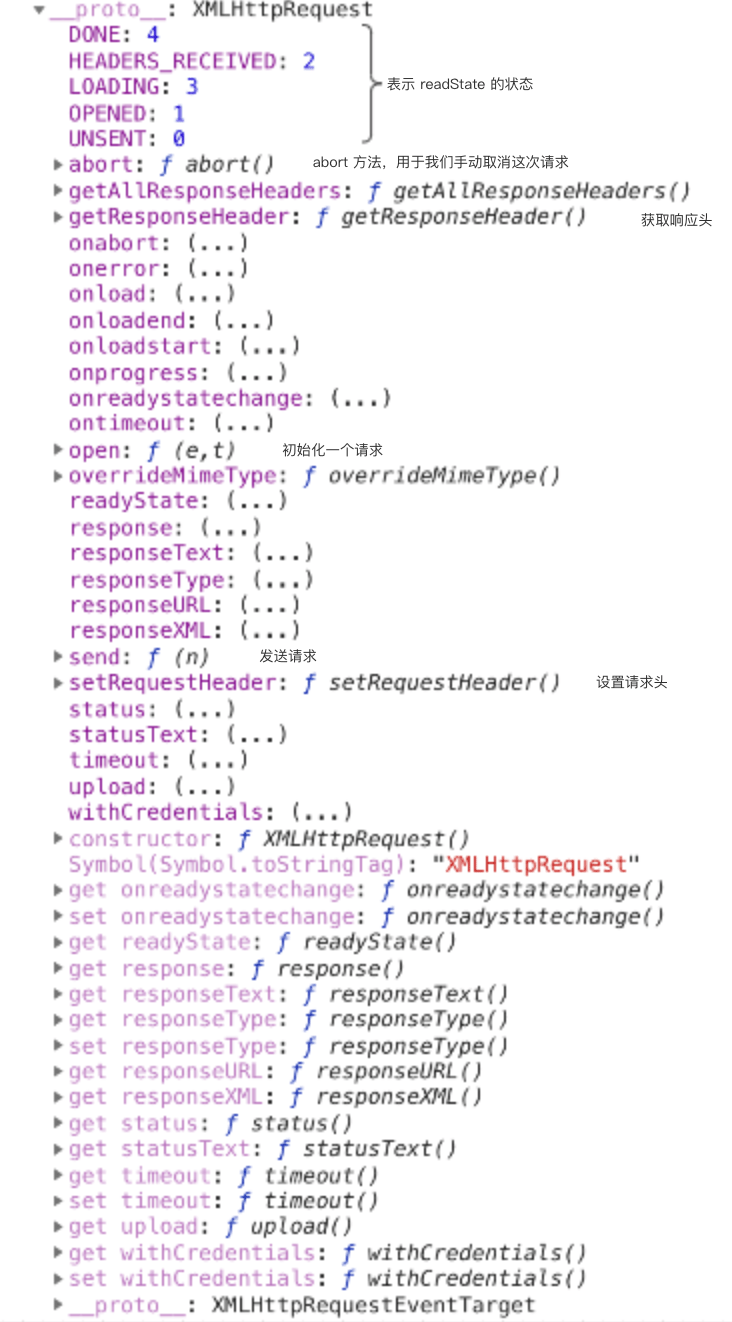 ▼__proto__: XMLHttpRequest
DONE: 4
HEADERS_RECEIVED: 2
LOADING: 3 表示 readState 的状态
OPENED: 1
UNSENT: 0
▶abort: ƒ abort() abort 方法，用于我们手动取消这次请求
▶getAllResponseHeaders: ƒ getAllResponseHeaders()
▶getResponseHeader: ƒ getResponseHeader() 获取响应头
onabort: (...)
onerror: (...)
onload: (...)
onloadend: (...)
onloadstart: (...)
onprogress: (...)
onreadystatechange: (...)
ontimeout: (...)
▶open: ƒ (e,t) 初始化一个请求
▶overrideMimeType: ƒ overrideMimeType()
readyState: (...)
response: (...)
responseText: (...)
responseType: (...)
responseURL: (...)
responseXML: (...)
▶send: ƒ (n) 发送请求
▶setRequestHeader: ƒ setRequestHeader() 设置请求头
status: (...)
statusText: (...)
timeout: (...)
upload: (...)
withCredentials: (...)
▶constructor: ƒ XMLHttpRequest()
Symbol(Symbol.toStringTag): "XMLHttpRequest"
▶get onreadystatechange: ƒ onreadystatechange()
▶set onreadystatechange: ƒ onreadystatechange()
▶get readyState: ƒ readyState()
▶get response: ƒ response()
▶get responseText: ƒ responseText()
▶get responseType: ƒ responseType()
▶set responseType: ƒ responseType()
▶get responseURL: ƒ responseURL()
▶get responseXML: ƒ responseXML()
▶get status: ƒ status()
▶get statusText: ƒ statusText()
▶get timeout: ƒ timeout()
▶set timeout: ƒ timeout()
▶get upload: ƒ upload()
▶get withCredentials: ƒ withCredentials()
▶set withCredentials: ƒ withCredentials()
▶__proto__: XMLHttpRequestEventTarget